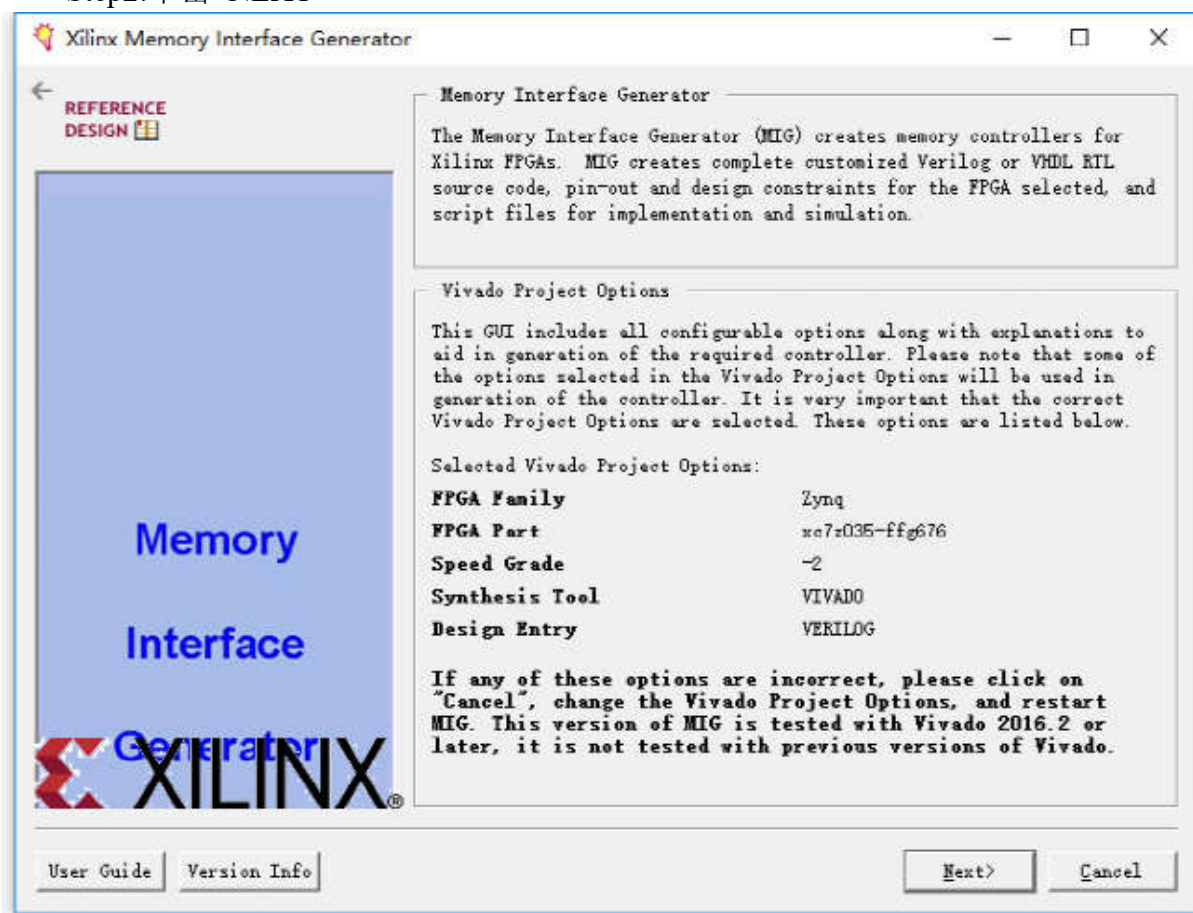 Xilinx Memory Interface Generator
REFERENCE
DESIGN
Memory
Interface
Generator
XILINX®
Memory Interface Generator
The Memory Interface Generator (MIG) creates memory controllers for
Xilinx FPGAs. MIG creates complete customized Verilog or VHDL RTL
source code, pin-out and design constraints for the FPGA selected, and
script files for implementation and simulation.
Vivado Project Options
This GUI includes all configurable options along with explanations to
aid in generation of the required controller. Please note that some of
the options selected in the Vivado Project Options will be used in
generation of the controller. It is very important that the correct
Vivado Project Options are selected. These options are listed below.
Selected Vivado Project Options:
FPGA Family Zynq
FPGA Part xc7z035-ffg676
Speed Grade -2
Synthesis Tool VIVADO
Design Entry VERILOG
If any of these options are incorrect, please click on
"Cancel", change the Vivado Project Options, and restart
MIG. This version of MIG is tested with Vivado 2016.2 or
later, it is not tested with previous versions of Vivado.
User Guide Version Info Next> Cancel